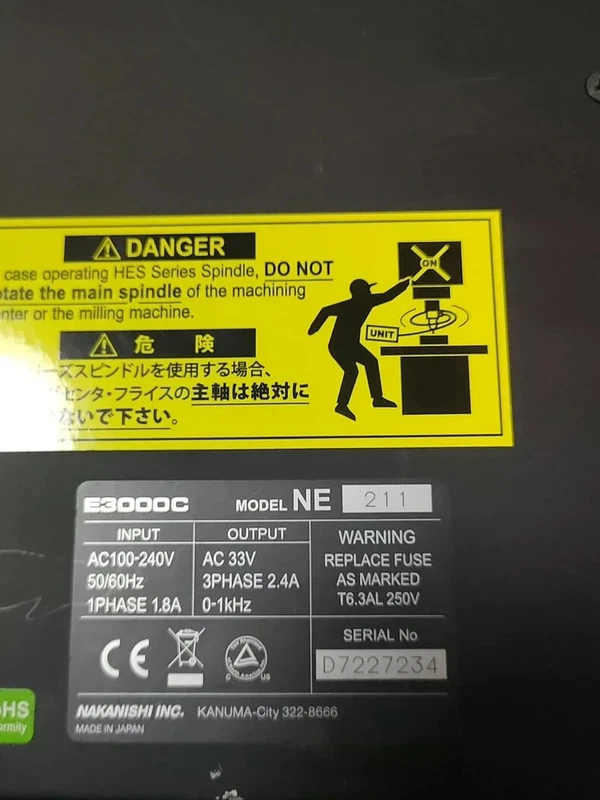 DANGER
case operating HES Series Spindle, DO NOT
rotate the main spindle of the machining
center or the milling machine.
危 険
リーズスピンドルを使用する場合、
センタ・フライスの主軸は絶対に
ないで下さい。
ON
UNIT
E3000C MODEL NE 211
INPUT
AC100-240V
50/60Hz
1PHASE 1.8A
OUTPUT
AC 33V
3PHASE 2.4A
0-1kHz
WARNING
REPLACE FUSE
AS MARKED
T6.3AL 250V
SERIAL No
D7227234
CE
C US
NAKANISHI INC. KANUMA-City 322-8666
MADE IN JAPAN
HS
formity